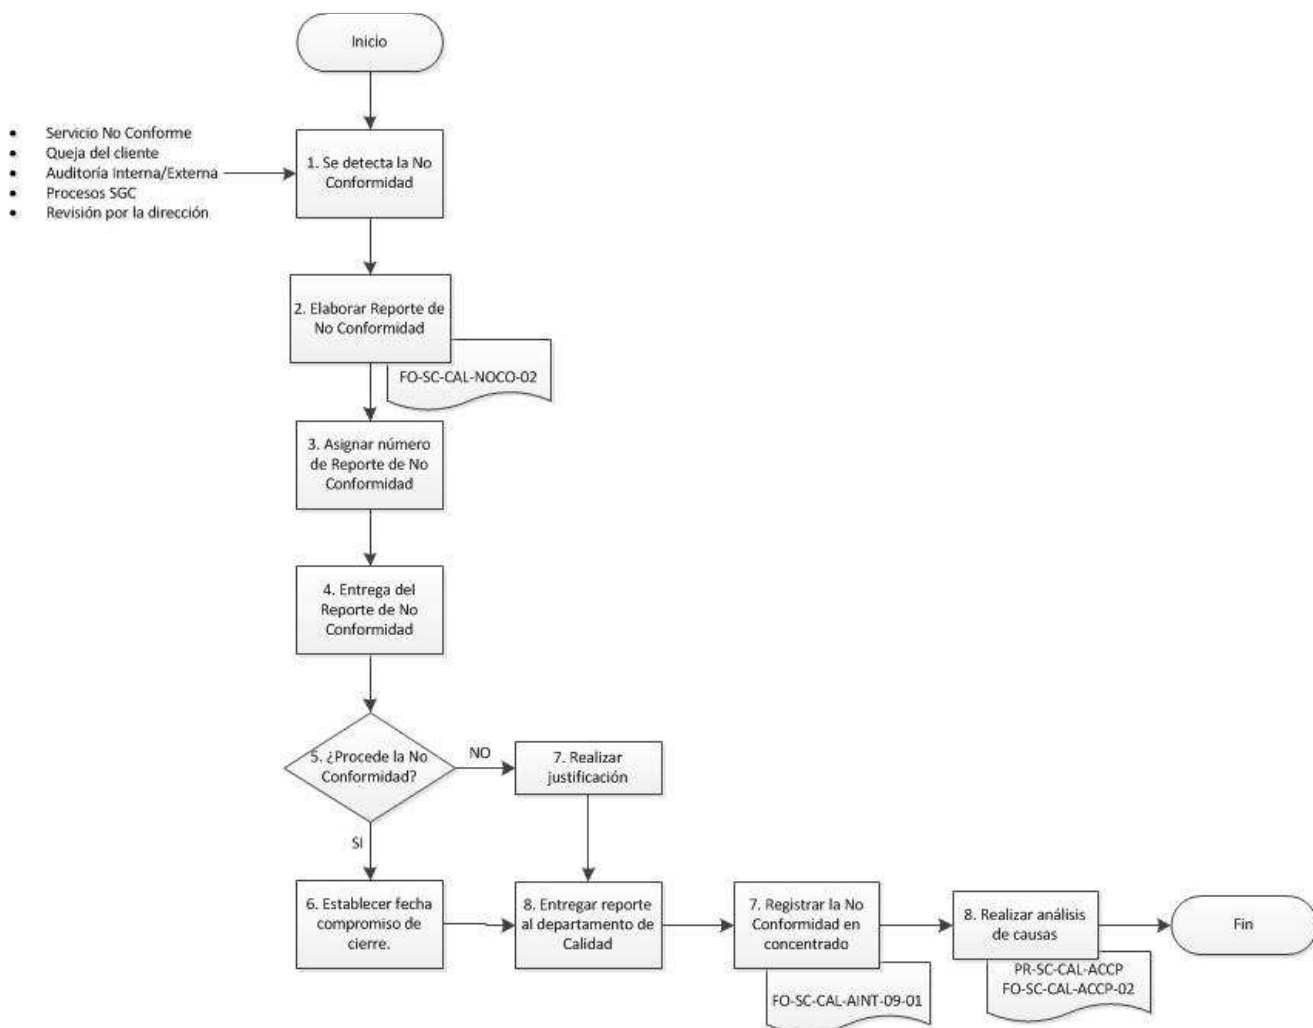 Inicio
• Servicio No Conforme
• Queja del cliente
• Auditoría Interna/Externa
• Procesos SGC
• Revisión por la dirección
1. Se detecta la No
Conformidad
2. Elaborar Reporte de
No Conformidad
FO-SC-CAL-NOCO-02
3. Asignar número
de Reporte de No
Conformidad
4. Entrega del
Reporte de No
Conformidad
5. ¿Procede la No
Conformidad?
NO
7. Realizar
justificación
SI
6. Establecer fecha
compromiso de
cierre.
8. Entregar reporte
al departamento de
Calidad
7. Registrar la No
Conformidad en
concentrado
FO-SC-CAL-AINT-09-01
8. Realizar análisis
de causas
PR-SC-CAL-ACCP
FO-SC-CAL-ACCP-02
Fin